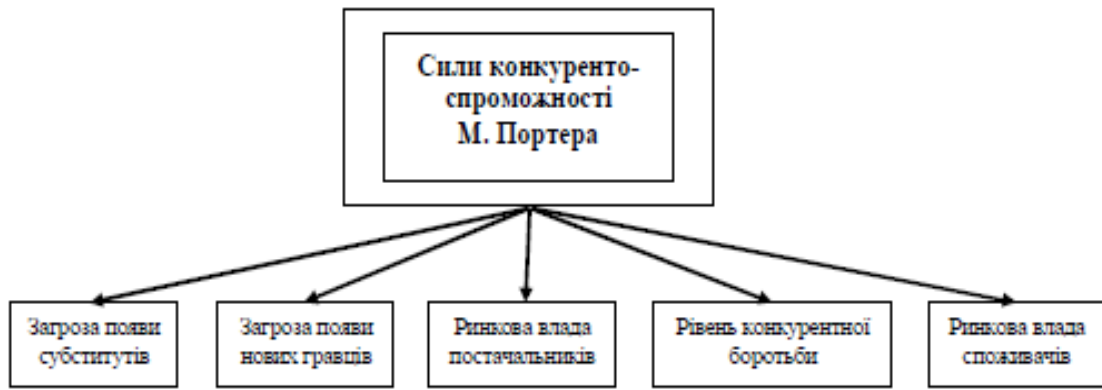 Сили конкуренто-
спроможності
М. Портера
Загроза появи
субститутів
Загроза появи
нових гравців
Ринкова влада
постачальників
Рівень конкурентної
боротьби
Ринкова влада
споживачів